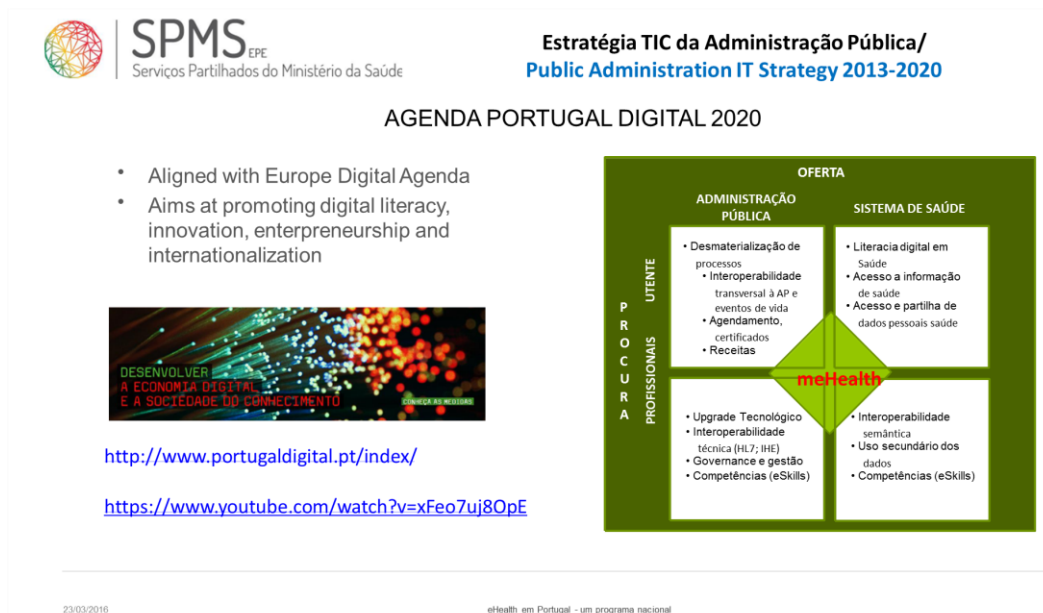 SPMS EPE
Serviços Partilhados do Ministério da Saúde
Estratégia TIC da Administração Pública/
Public Administration IT Strategy 2013-2020
AGENDA PORTUGAL DIGITAL 2020
• Aligned with Europe Digital Agenda
• Aims at promoting digital literacy,
innovation, enterpreneurship and
internationalization
DESENVOLVER
A ECONOMIA DIGITAL
E A SOCIEDADE DO CONHECIMENTO
CONHEÇA AS MEDIDAS
http://www.portugaldigital.pt/index/
https://www.youtube.com/watch?v=xFeo7uj8OpE
OFERTA
ADMINISTRAÇÃO
PÚBLICA
SISTEMA DE SAÚDE
PROCURA
UTENTE
PROFISSIONAIS
• Desmaterialização de
processos
• Interoperabilidade
transversal à AP e
eventos de vida
• Agendamento,
certificados
• Receitas
• Literacia digital em
Saúde
• Acesso a informação
de saúde
• Acesso e partilha de
dados pessoais saúde
meHealth
• Upgrade Tecnológico
• Interoperabilidade
técnica (HL7; IHE)
• Governance e gestão
• Competências (eSkills)
• Interoperabilidade
semântica
• Uso secundário dos
dados
• Competências (eSkills)
23/03/2016
eHealth em Portugal - um programa nacional